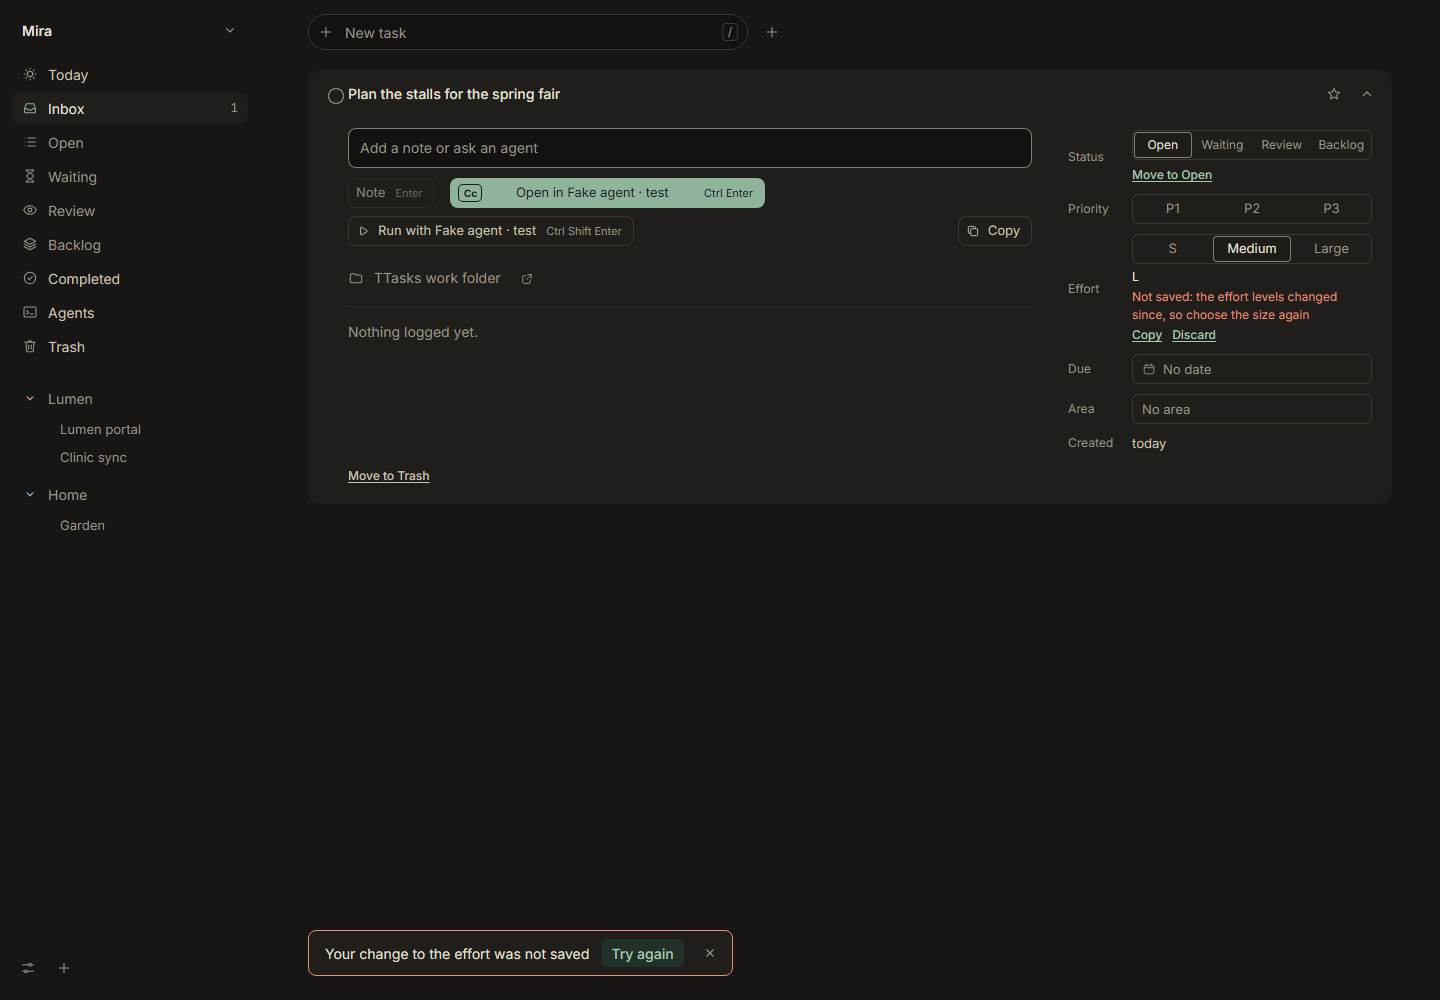 Mira
Today
Inbox 1
Open
Waiting
Review
Backlog
Completed
Agents
Trash
Lumen
Lumen portal
Clinic sync
Home
Garden
New task /
Plan the stalls for the spring fair
Add a note or ask an agent
Note Enter
Cc Open in Fake agent · test Ctrl Enter
Run with Fake agent · test Ctrl Shift Enter
Copy
TTasks work folder
Nothing logged yet.
Move to Trash
Status Open Waiting Review Backlog
Move to Open
Priority P1 P2 P3
S Medium Large
Effort
L
Not saved: the effort levels changed
since, so choose the size again
Copy Discard
Due No date
Area No area
Created today
Your change to the effort was not saved Try again